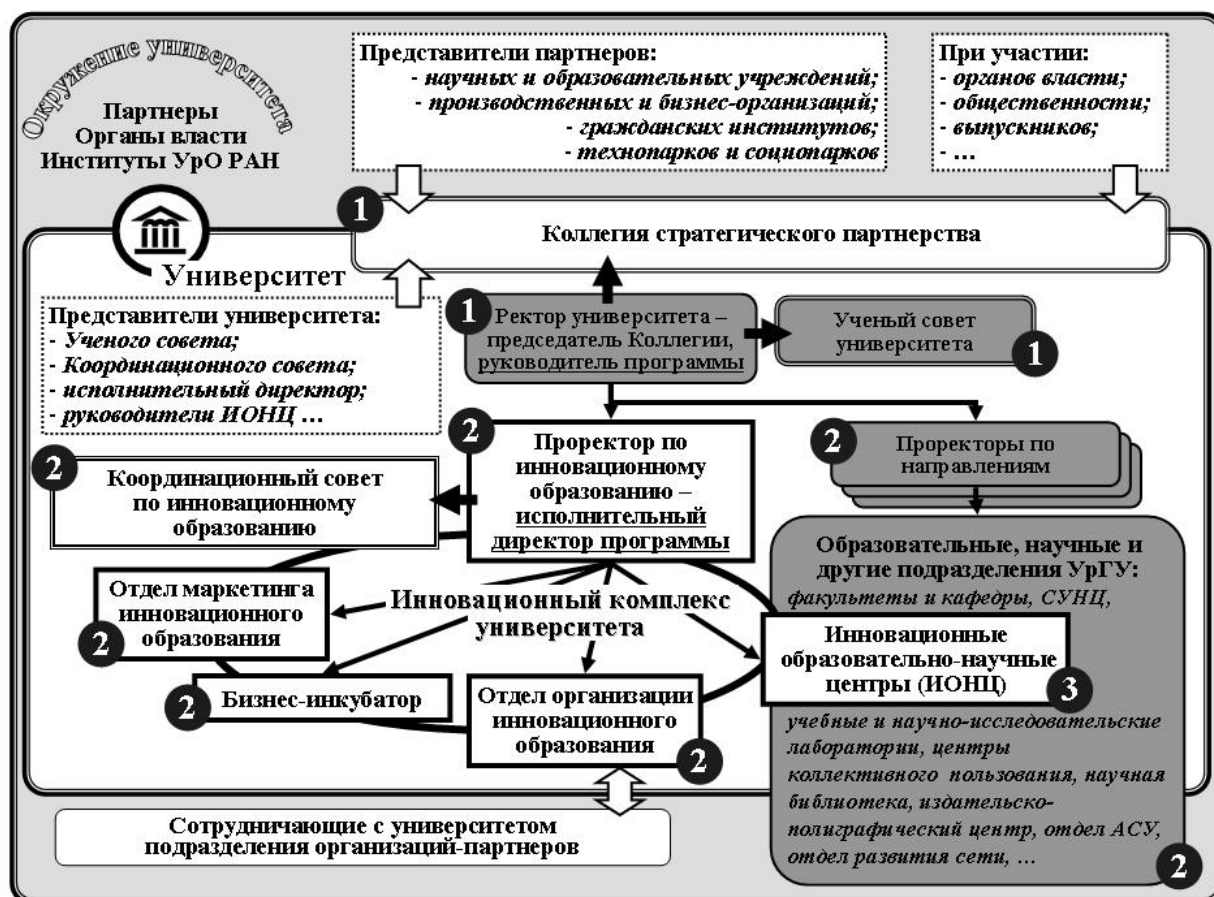 Окружение университета
Партнеры
Органы власти
Институты УрО РАН
Представители партнеров:
- научных и образовательных учреждений;
- производственных и бизнес-организаций;
- гражданских институтов;
- технопарков и социопарков
При участии:
- органов власти;
- общественности;
- выпускников;
- …
1
Коллегия стратегического партнерства
Университет
Представители университета:
- Ученого совета;
- Координационного совета;
- исполнительный директор;
- руководители ИОНЦ …
1
Ректор университета –
председатель Коллегии,
руководитель программы
Ученый совет
университета
1
2
Проректор по
инновационному
образованию –
исполнительный
директор программы
2
Проректоры по
направлениям
2
Координационный совет
по инновационному
образованию
Образовательные, научные и
другие подразделения УрГУ:
факультеты и кафедры, СУНЦ,
Инновационные
образовательно-научные
центры (ИОНЦ)
3
учебные и научно-исследовательские
лаборатории, центры
коллективного пользования, научная
библиотека, издательско-
полиграфический центр, отдел АСУ,
отдел развития сети, …
2
Отдел маркетинга
инновационного
образования
2
Инновационный комплекс
университета
Бизнес-инкубатор
2
Отдел организации
инновационного
образования
2
Сотрудничающие с университетом
подразделения организаций-партнеров